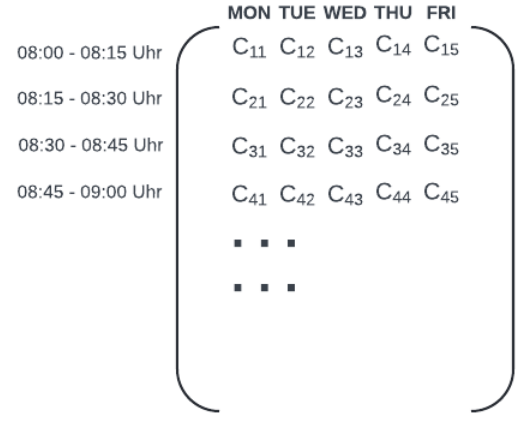 MON TUE WED THU FRI
08:00 - 08:15 Uhr C₁₁ C₁₂ C₁₃ C₁₄ C₁₅
08:15 - 08:30 Uhr C₂₁ C₂₂ C₂₃ C₂₄ C₂₅
08:30 - 08:45 Uhr C₃₁ C₃₂ C₃₃ C₃₄ C₃₅
08:45 - 09:00 Uhr C₄₁ C₄₂ C₄₃ C₄₄ C₄₅
. . .
. . .